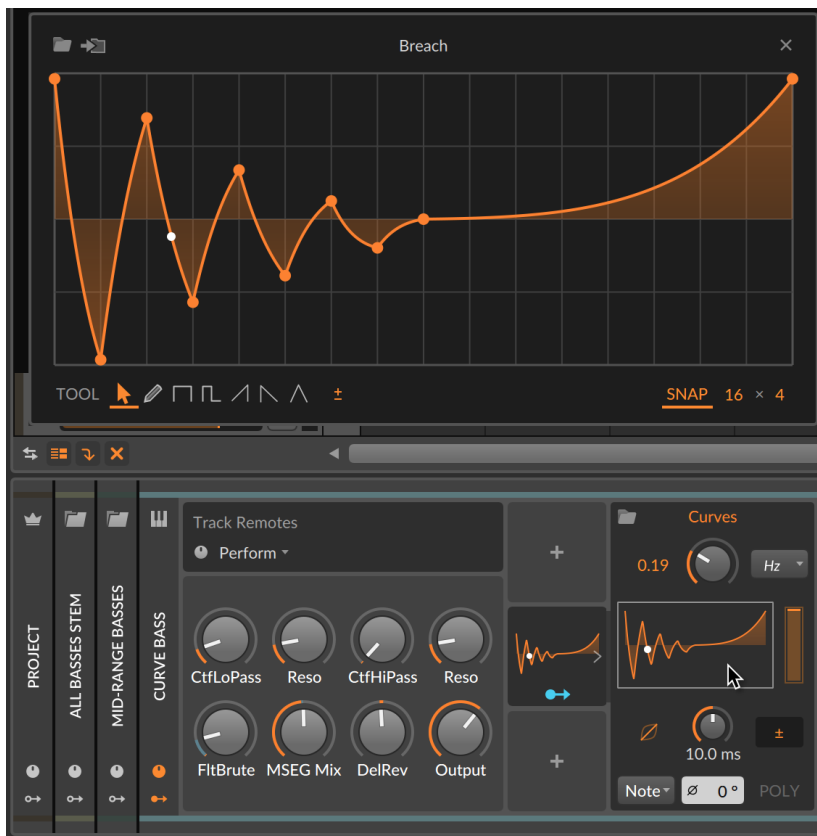 Breach
TOOL ± SNAP 16 × 4
PROJECT
ALL BASSES STEM
MID-RANGE BASSES
CURVE BASS
Track Remotes
Perform
CtfLoPass Reso CtfHiPass Reso
FltBrute MSEG Mix DelRev Output
+
+
Curves
0.19 Hz
10.0 ms ±
Note ø 0 ° POLY